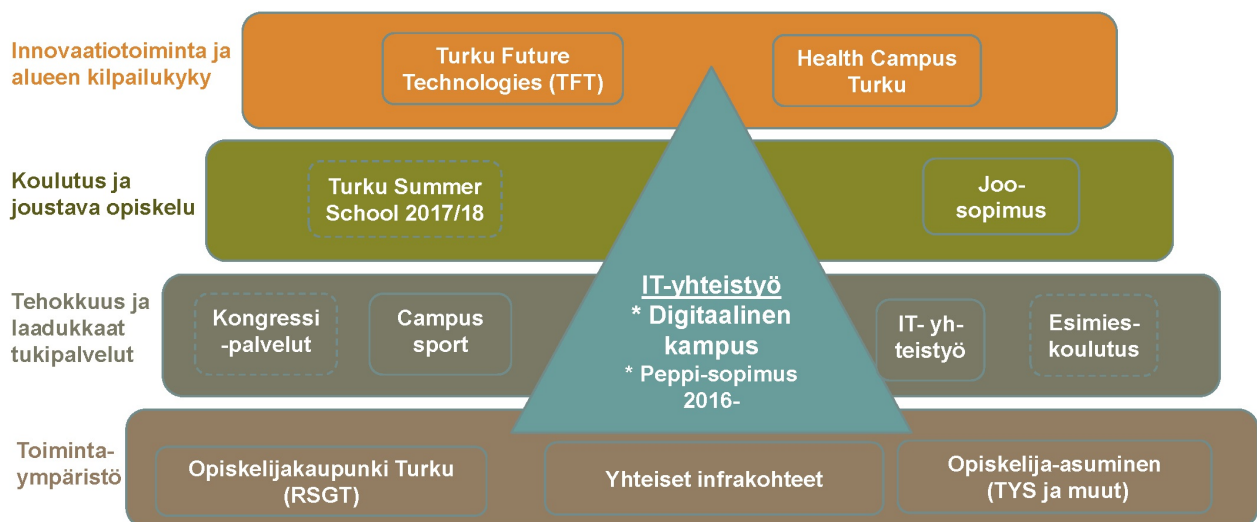 Innovaatiotoiminta ja
alueen kilpailukyky
Turku Future
Technologies (TFT)
Health Campus
Turku
Koulutus ja
joustava opiskelu
Turku Summer
School 2017/18
Joo-
sopimus
Tehokkuus ja
laadukkaat
tukipalvelut
Kongressi
-palvelut
Campus
sport
IT-yhteistyö
* Digitaalinen
kampus
* Peppi-sopimus
2016-
IT- yh-
teistyö
Esimies-
koulutus
Toiminta-
ympäristö
Opiskelijakaupunki Turku
(RSGT)
Yhteiset infrakohteet
Opiskelija-asuminen
(TYS ja muut)